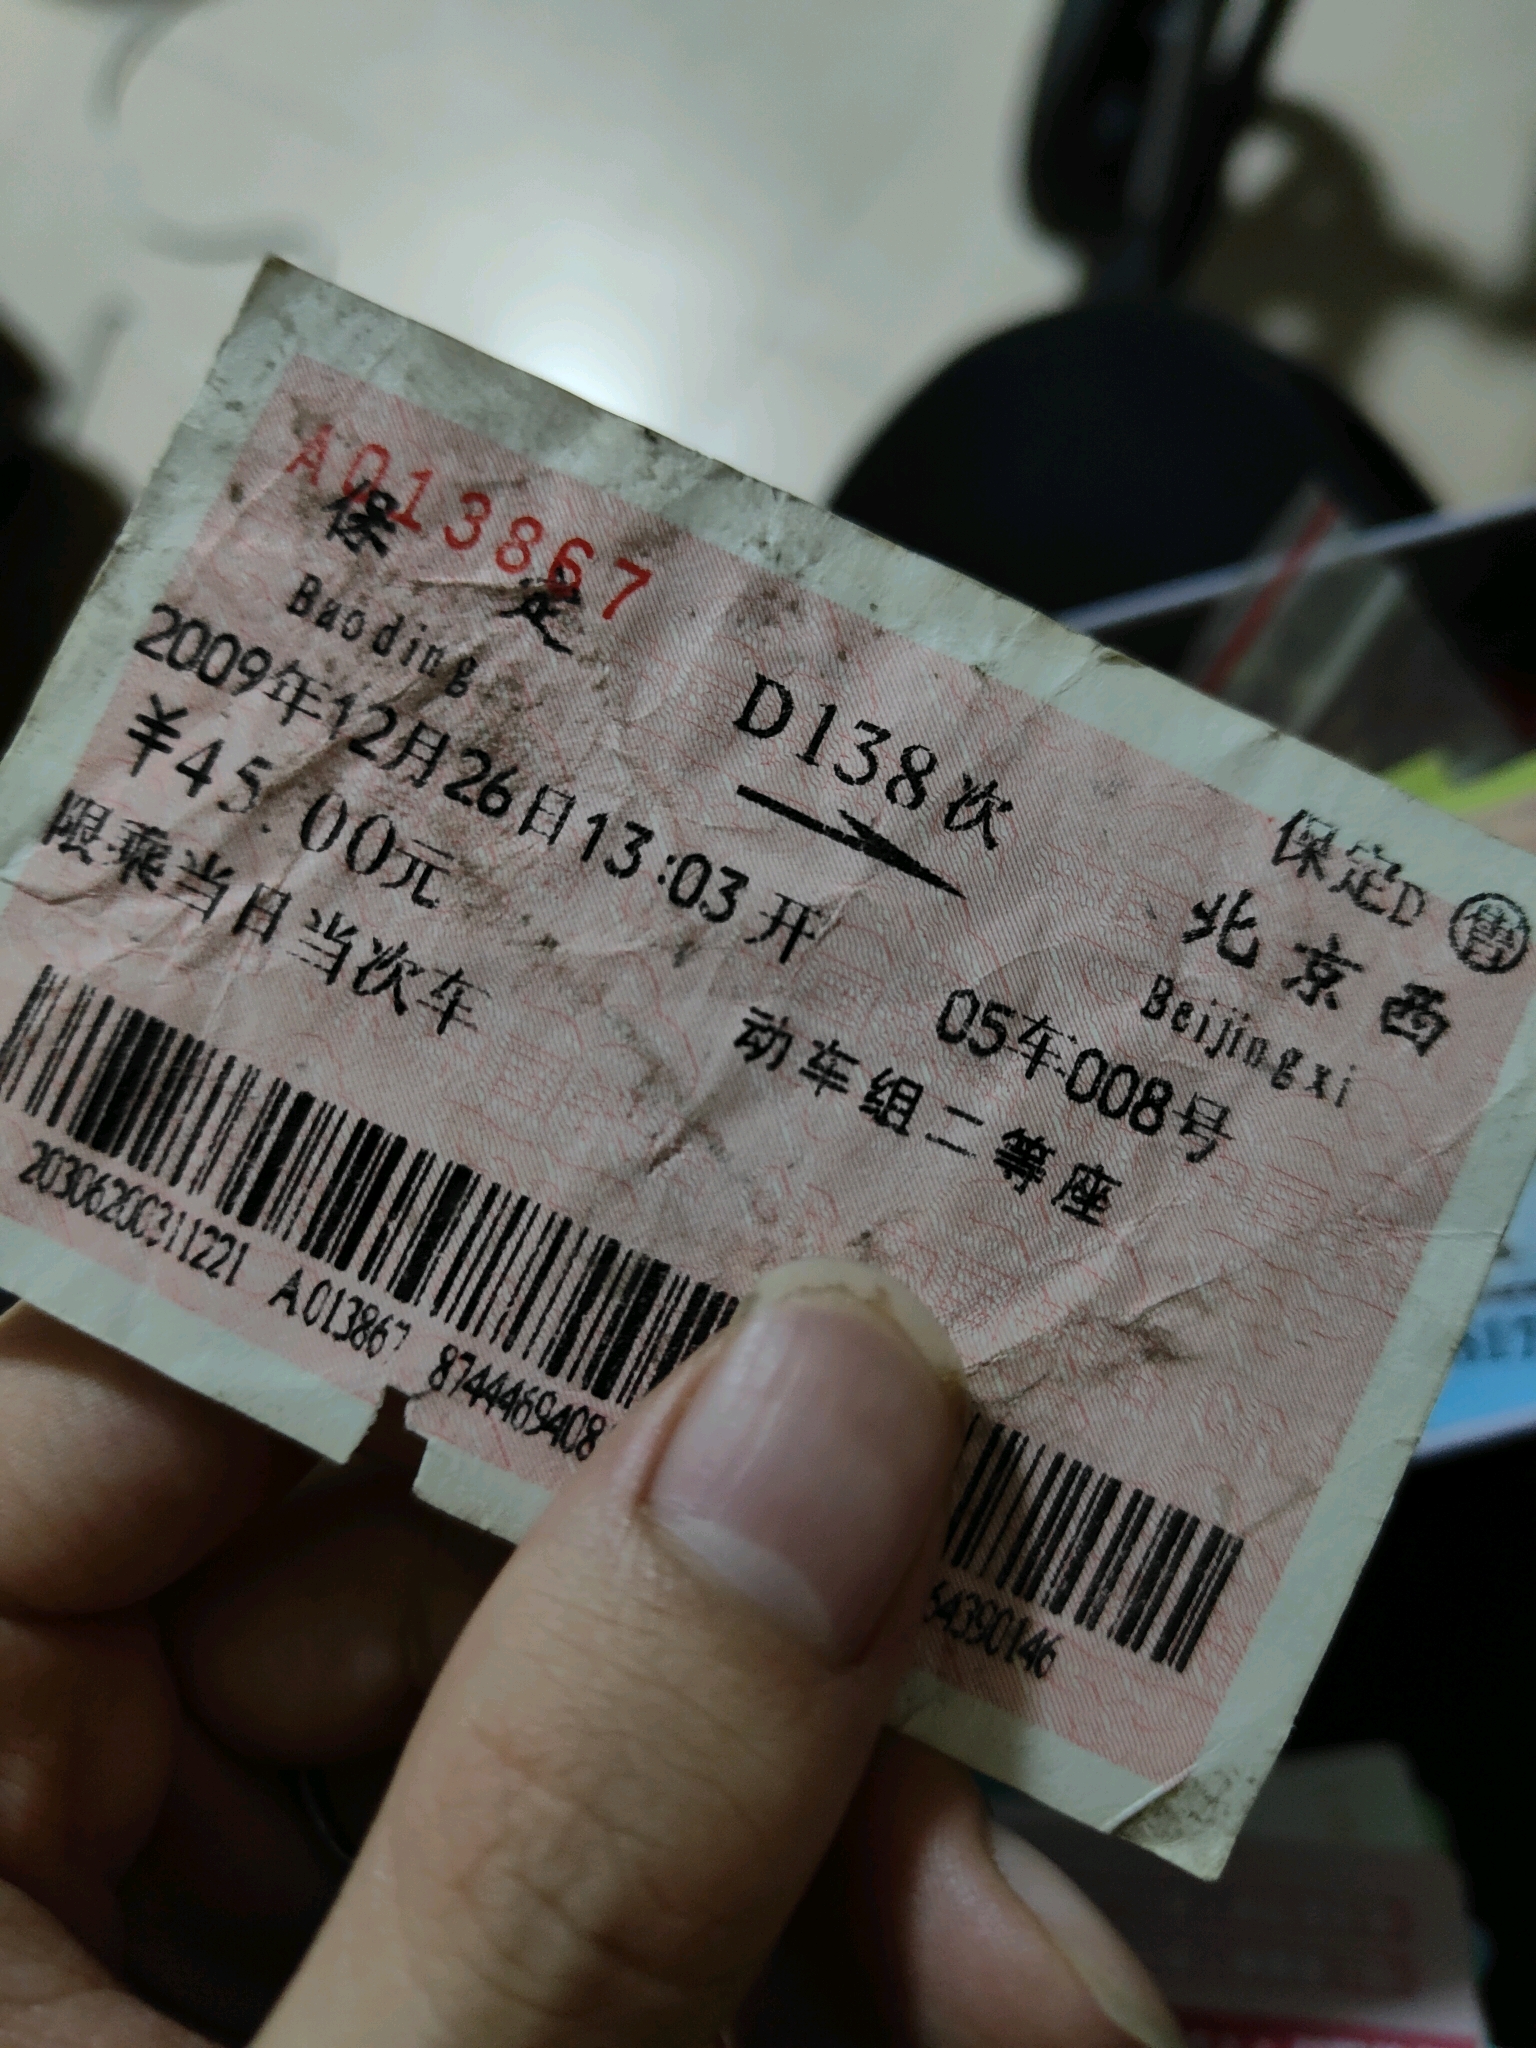 A013867
保定D 售
保 定
D138次
北 京 西
Baoding
Beijingxi
2009年12月26日13:03开
05车008号
¥45.00元
动车组二等座
限乘当日当次车
20306200311221 A013867 8744469408
64390146